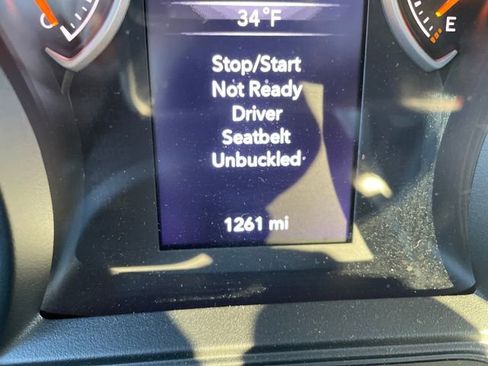 34°F
Stop/Start
Not Ready
Driver
Seatbelt
Unbuckled
1261 mi
C
E